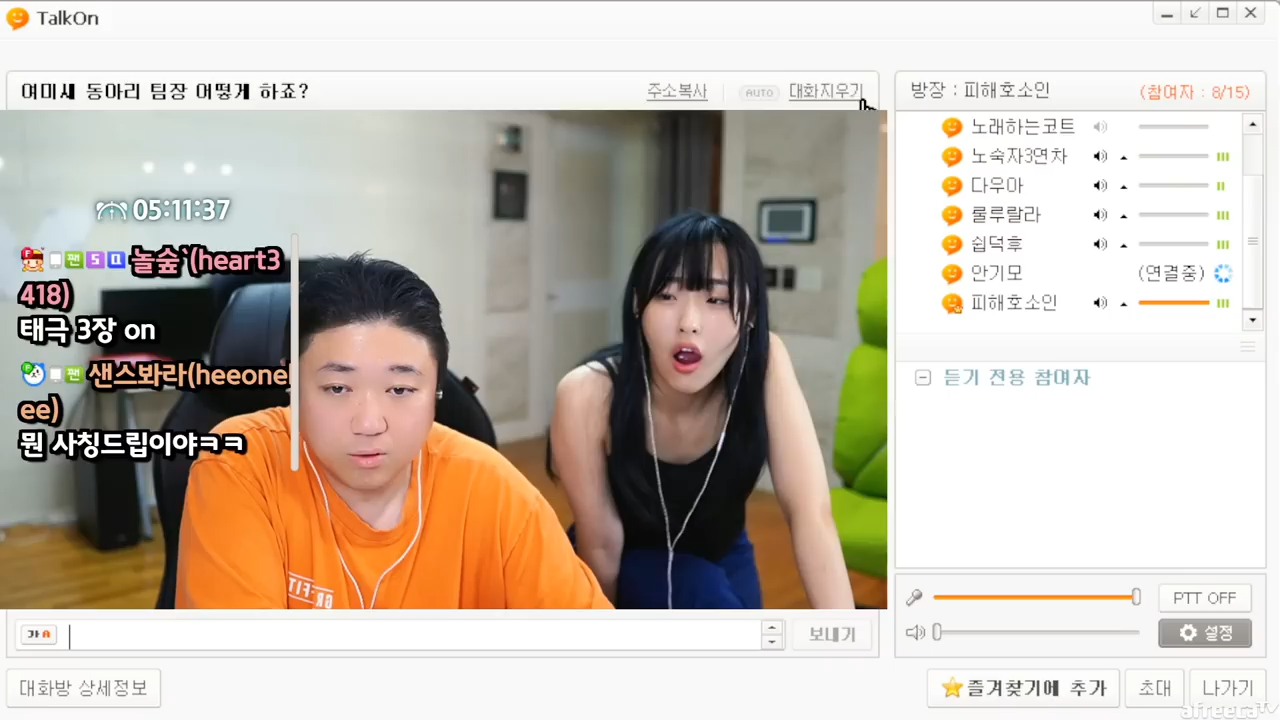 TalkOn
여미새 동아리 팀장 어떻게 하죠?
주소복사
AUTO
대화지우기
방장 : 피해호소인
(참여자 : 8/15)
노래하는코트
노숙자3연차
다우아
룰루랄라
쉽덕후
안기모
(연결중)
피해호소인
듣기 전용 참여자
05:11:37
팬 5 놀숲`(heart3
418)
태극 3장 on
팬 샌스봐라(heeone
ee)
뭔 사칭드립이야ㅋㅋ
가A
보내기
PTT OFF
설정
대화방 상세정보
즐겨찾기에 추가
초대
나가기
afreecaTV